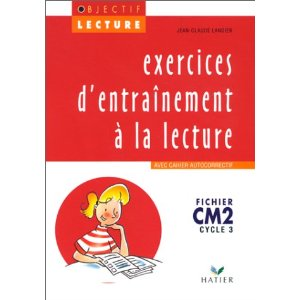 OBJECTIF
LECTURE
JEAN-CLAUDE LANDIER
exercices
d'entraînement
à la lecture
AVEC CAHIER AUTOCORRECTIF
FICHIER
CM2
CYCLE 3
HATIER